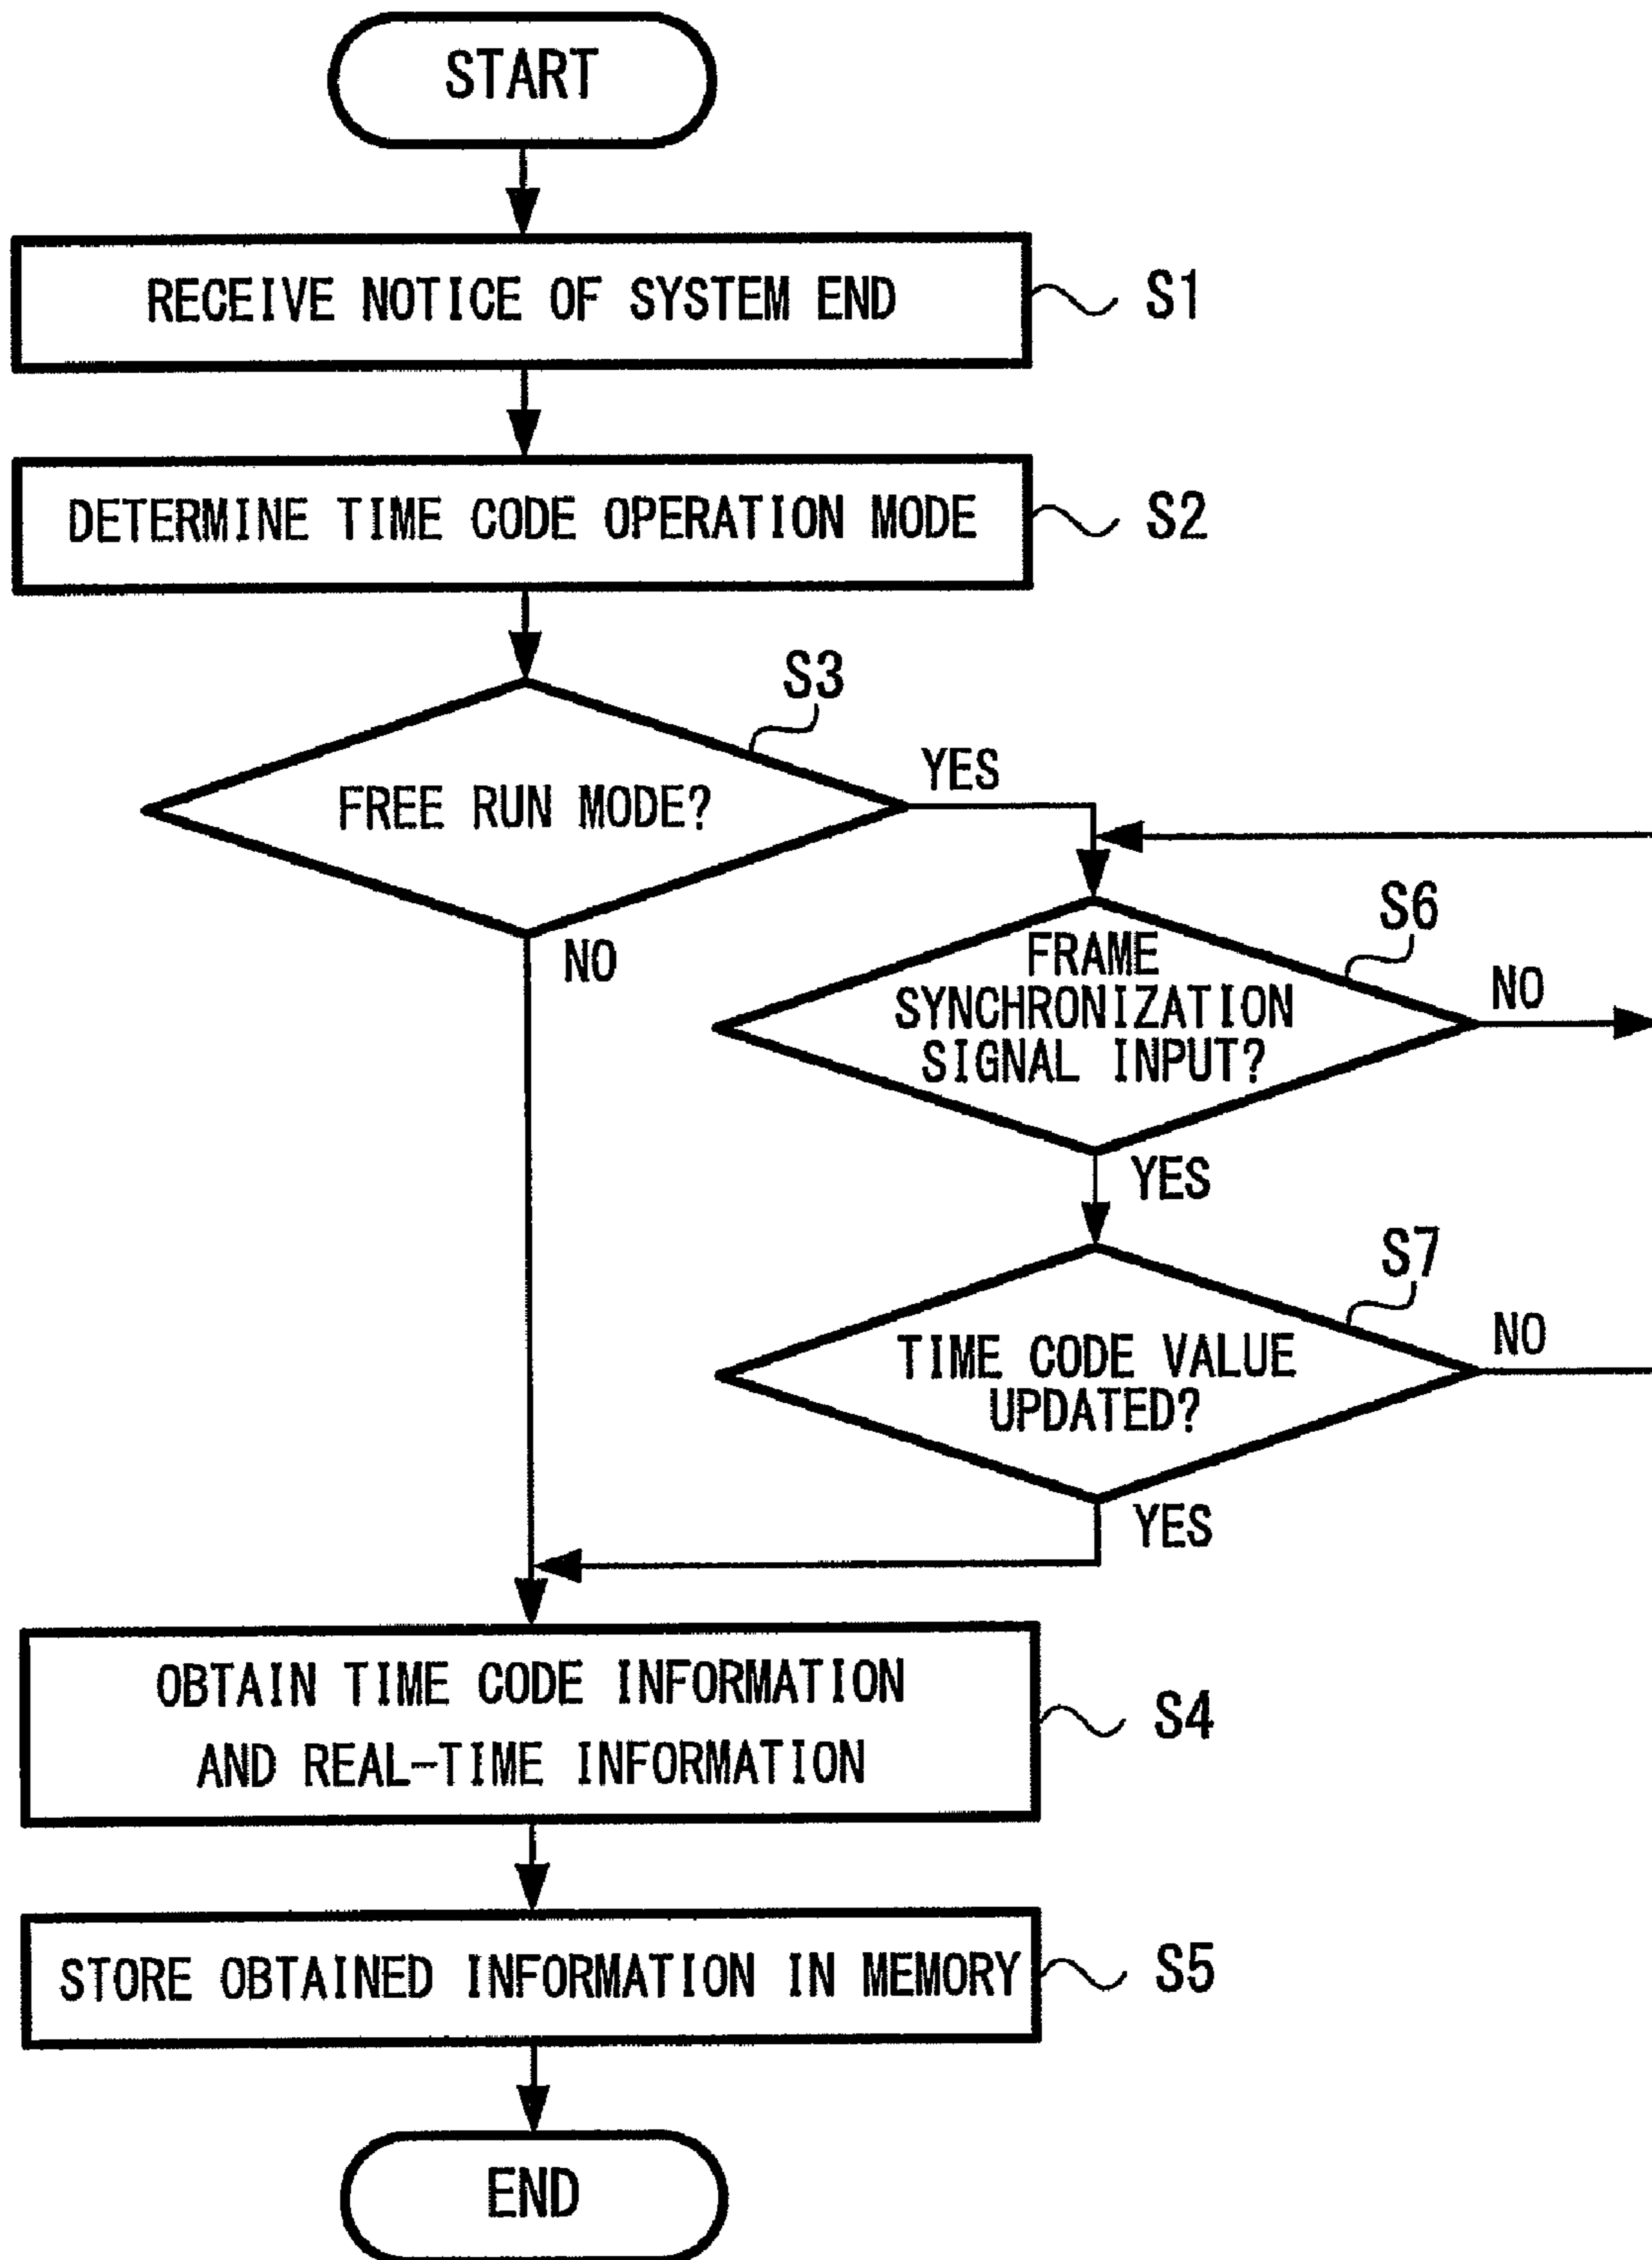 START
RECEIVE NOTICE OF SYSTEM END
S1
DETERMINE TIME CODE OPERATION MODE
S2
S3
FREE RUN MODE?
YES
NO
S6
FRAME
SYNCHRONIZATION
SIGNAL INPUT?
NO
YES
S7
TIME CODE VALUE
UPDATED?
NO
YES
OBTAIN TIME CODE INFORMATION
AND REAL-TIME INFORMATION
S4
STORE OBTAINED INFORMATION IN MEMORY
S5
END